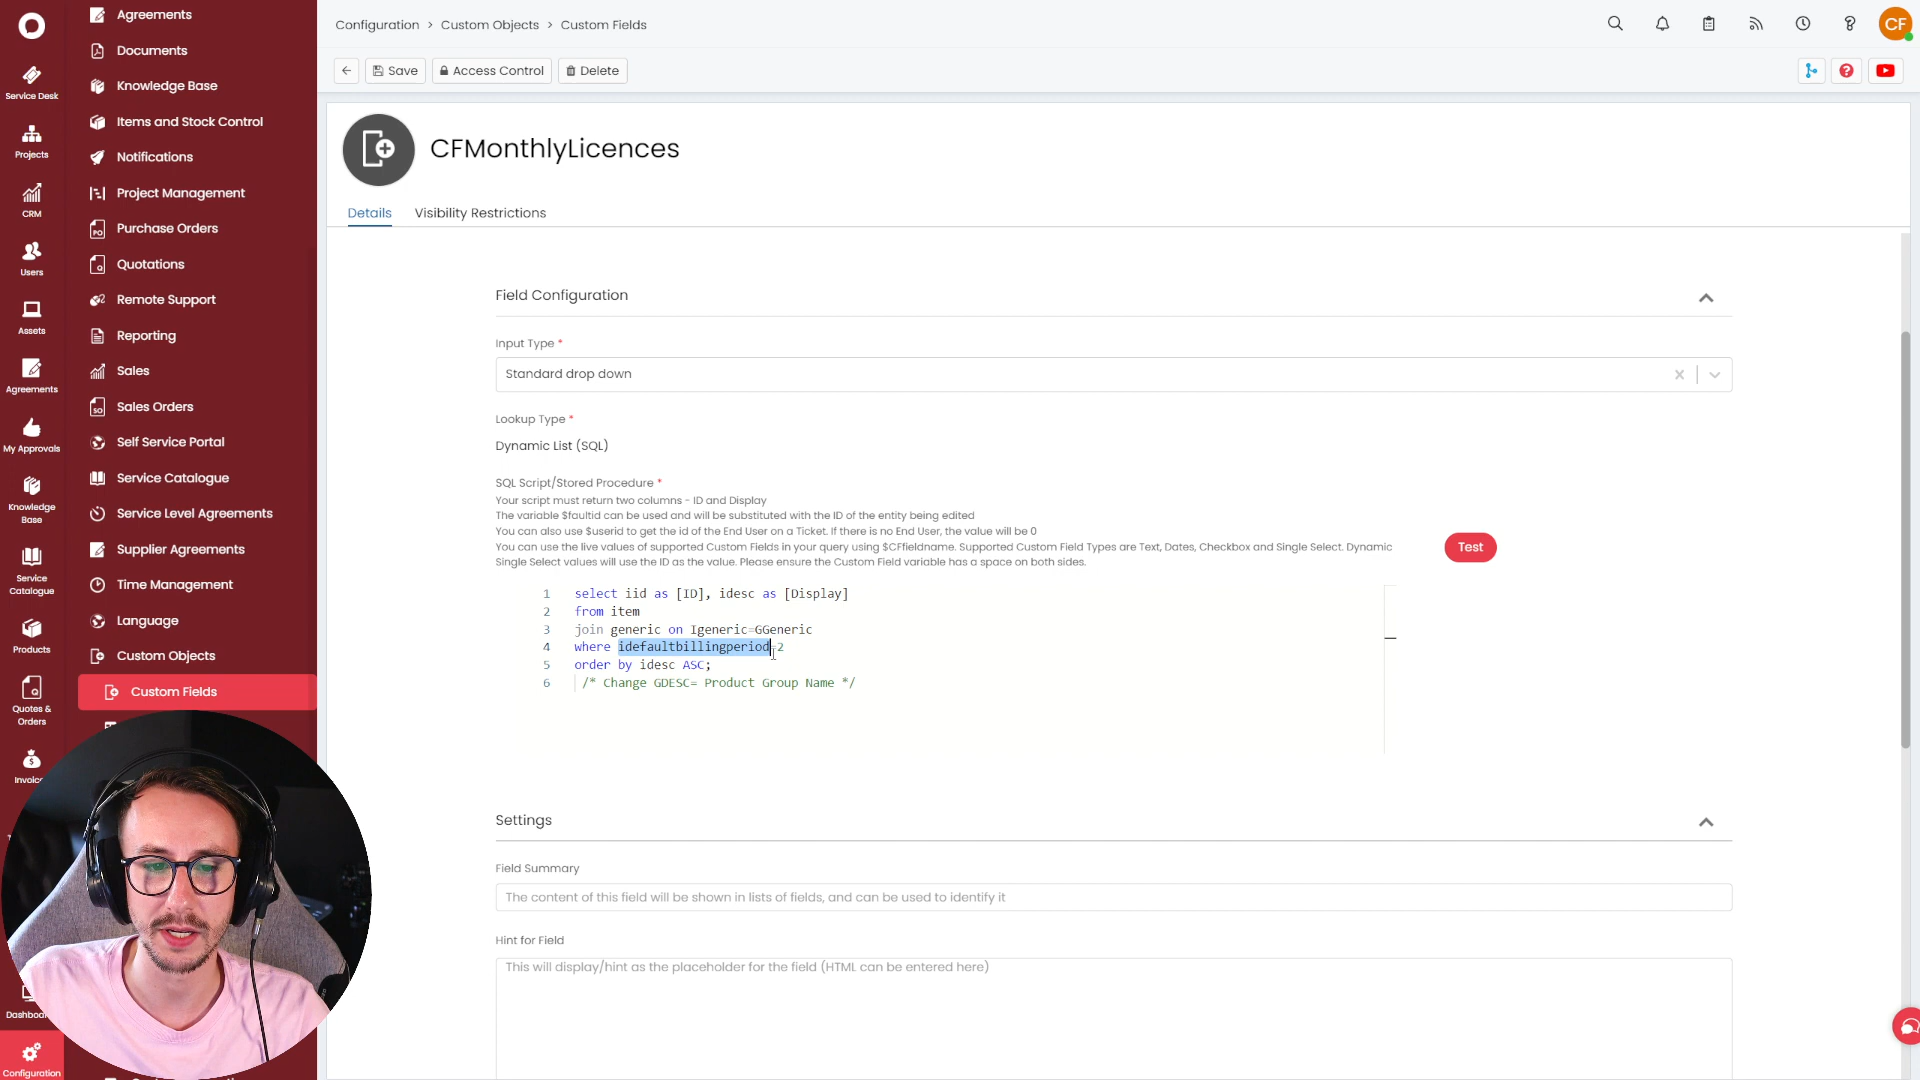 Configuration > Custom Objects > Custom Fields
CF
Save
Access Control
Delete
CFMonthlyLicences
Details
Visibility Restrictions
Service Desk
Projects
CRM
Users
Assets
Agreements
My Approvals
Knowledge
Base
Service
Catalogue
Products
Quotes &
Orders
Configuration
Agreements
Documents
Knowledge Base
Items and Stock Control
Notifications
Project Management
Purchase Orders
Quotations
Remote Support
Reporting
Sales
Sales Orders
Self Service Portal
Service Catalogue
Service Level Agreements
Supplier Agreements
Time Management
Language
Custom Objects
Custom Fields
Field Configuration
Input Type *
Standard drop down
Lookup Type *
Dynamic List (SQL)
SQL Script/Stored Procedure *
Your script must return two columns - ID and Display
The variable $faultid can be used and will be substituted with the ID of the entity being edited
You can also use $userid to get the id of the End User on a Ticket. If there is no End User, the value will be 0
You can use the live values of supported Custom Fields in your query using $CFfieldname. Supported Custom Field Types are Text, Dates, Checkbox and Single Select. Dynamic
Single Select values will use the ID as the value. Please ensure the Custom Field variable has a space on both sides.
Test
1 select iid as [ID], idesc as [Display]
2 from item
3 join generic on Igeneric=GGeneric
4 where idefaultbillingperiod=2
5 order by idesc ASC;
6 /* Change GDESC= Product Group Name */
Settings
Field Summary
The content of this field will be shown in lists of fields, and can be used to identify it
Hint for Field
This will display/hint as the placeholder for the field (HTML can be entered here)